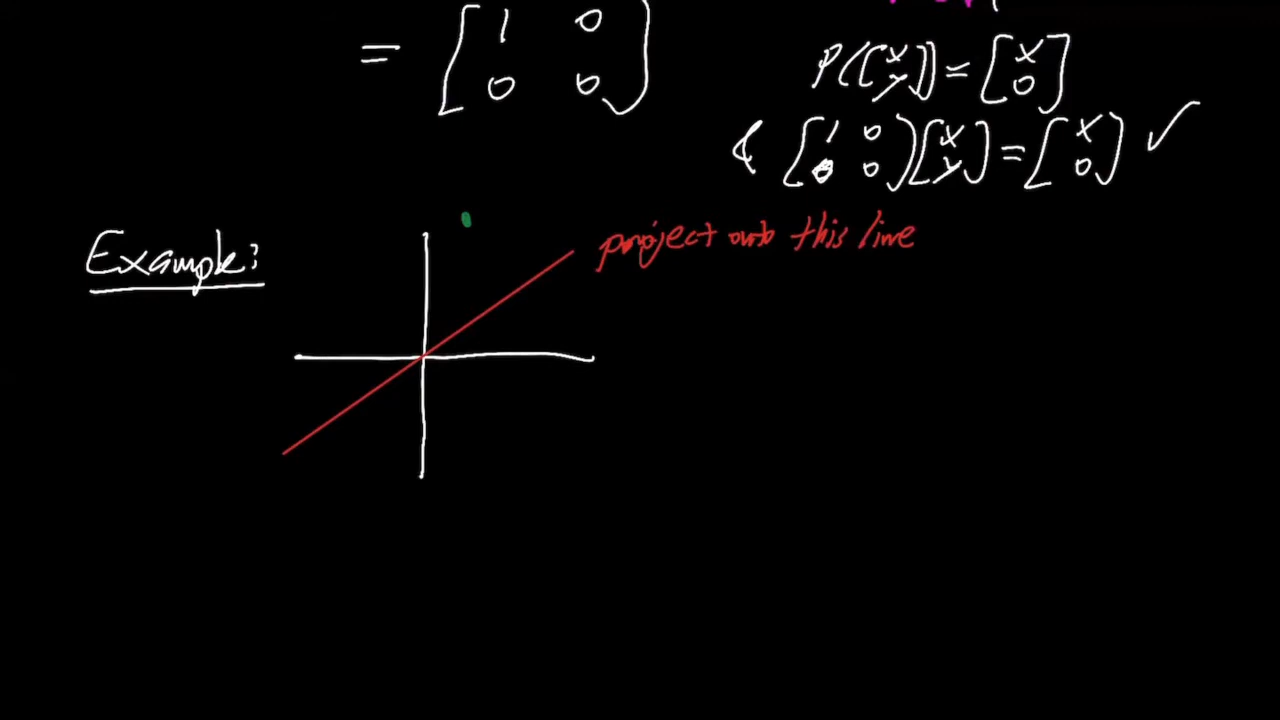 = [1 0
0 0]
P([x
y]) = [x
0]
& [1 0
0 0][x
y] = [x
0] ✓
Example:
project onto this line